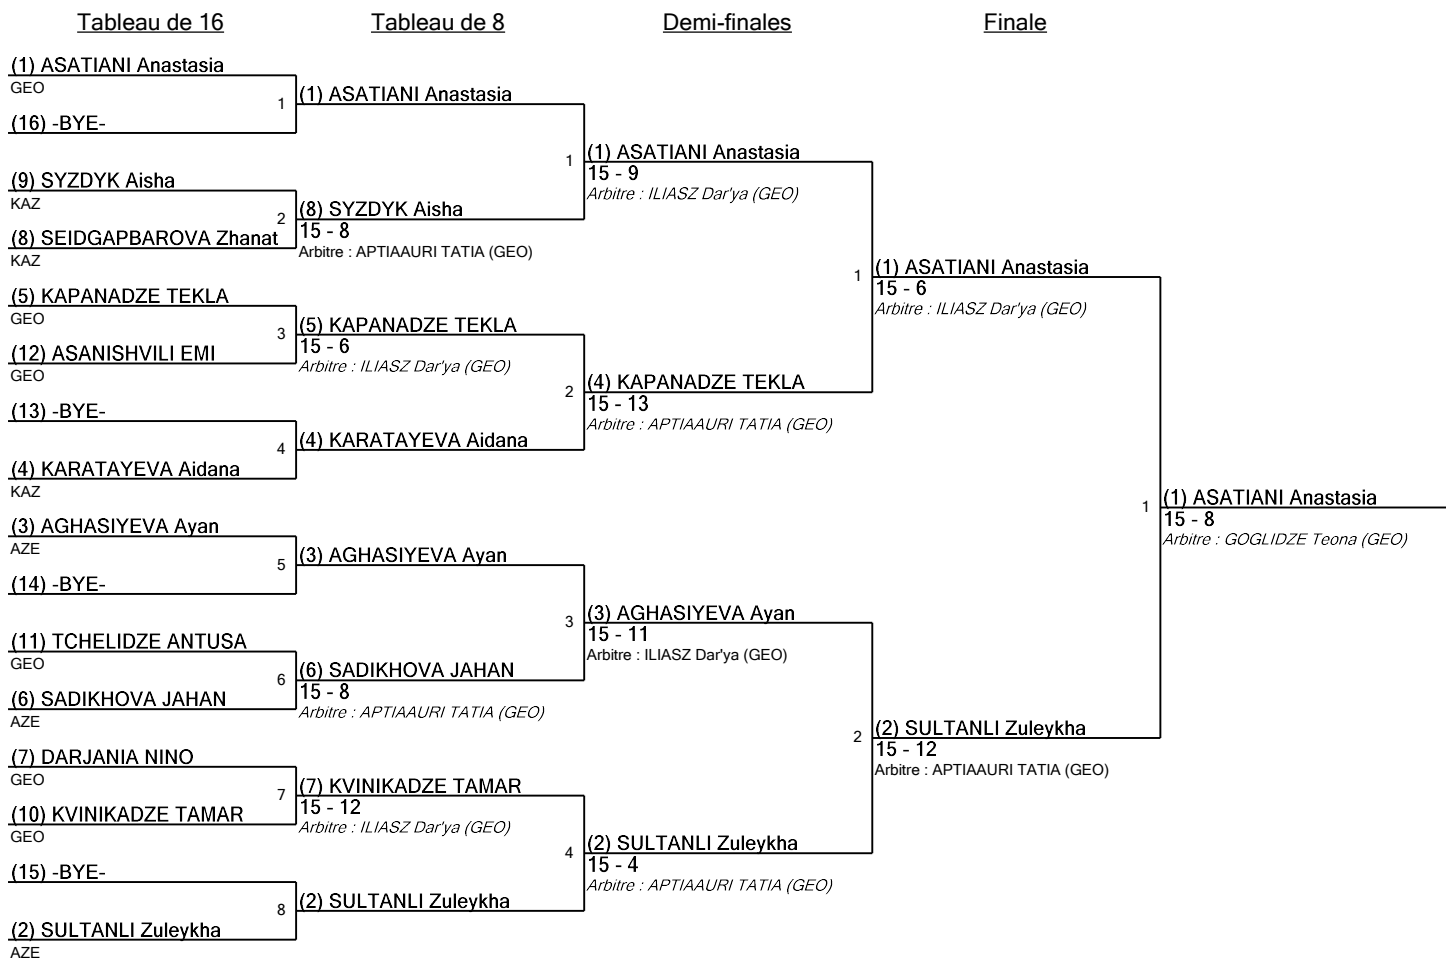 Tableau de 16
Tableau de 8
Demi-finales
Finale
(1) ASATIANI Anastasia
GEO
1
(16) -BYE-
(9) SYZDYK Aisha
KAZ
2
(8) SEIDGAPBAROVA Zhanat
KAZ
(5) KAPANADZE TEKLA
GEO
3
(12) ASANISHVILI EMI
GEO
(13) -BYE-
4
(4) KARATAYEVA Aidana
KAZ
(3) AGHASIYEVA Ayan
AZE
5
(14) -BYE-
(11) TCHELIDZE ANTUSA
GEO
6
(6) SADIKHOVA JAHAN
AZE
(7) DARJANIA NINO
GEO
7
(10) KVINIKADZE TAMAR
GEO
(15) -BYE-
8
(2) SULTANLI Zuleykha
AZE
(1) ASATIANI Anastasia
1
(8) SYZDYK Aisha
15 - 8
Arbitre : APTIAAURI TATIA (GEO)
(5) KAPANADZE TEKLA
15 - 6
Arbitre : ILIASZ Dar'ya (GEO)
2
(4) KARATAYEVA Aidana
(3) AGHASIYEVA Ayan
3
(6) SADIKHOVA JAHAN
15 - 8
Arbitre : APTIAAURI TATIA (GEO)
(7) KVINIKADZE TAMAR
15 - 12
Arbitre : ILIASZ Dar'ya (GEO)
4
(2) SULTANLI Zuleykha
(1) ASATIANI Anastasia
15 - 9
Arbitre : ILIASZ Dar'ya (GEO)
1
(4) KAPANADZE TEKLA
15 - 13
Arbitre : APTIAAURI TATIA (GEO)
(3) AGHASIYEVA Ayan
15 - 11
Arbitre : ILIASZ Dar'ya (GEO)
2
(2) SULTANLI Zuleykha
15 - 4
Arbitre : APTIAAURI TATIA (GEO)
(1) ASATIANI Anastasia
15 - 6
Arbitre : ILIASZ Dar'ya (GEO)
1
(2) SULTANLI Zuleykha
15 - 12
Arbitre : APTIAAURI TATIA (GEO)
(1) ASATIANI Anastasia
15 - 8
Arbitre : GOGLIDZE Teona (GEO)